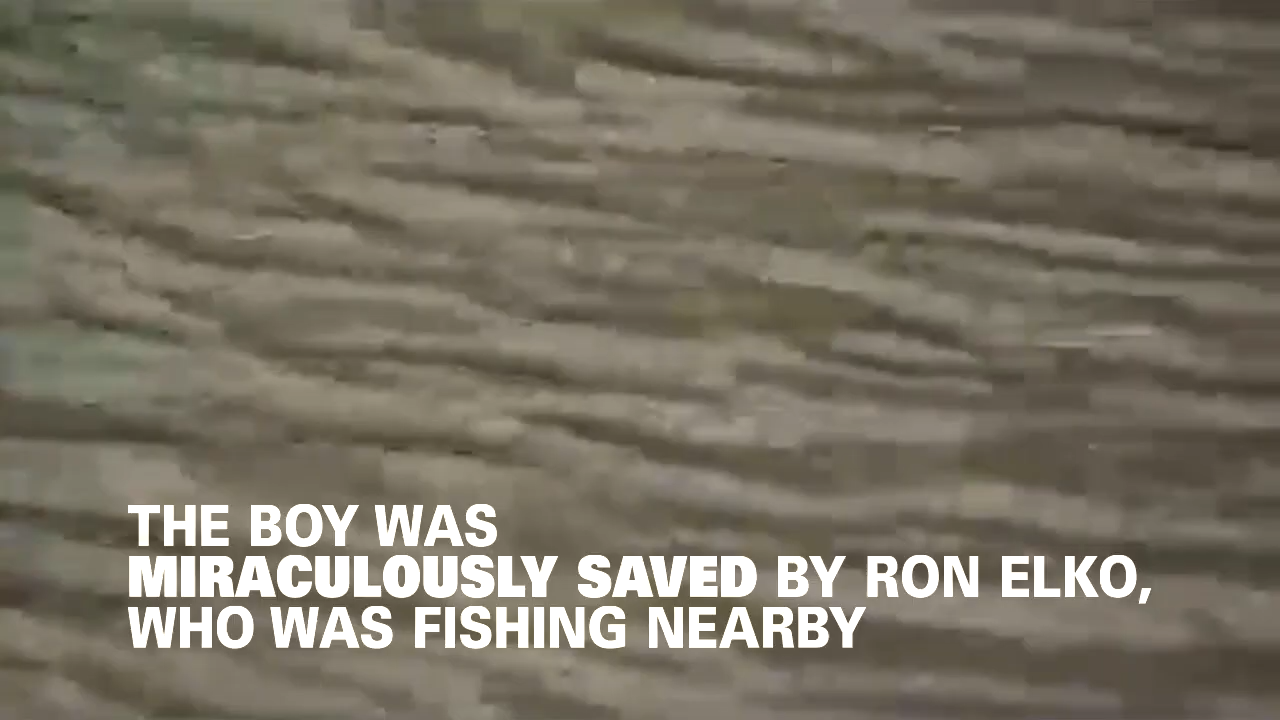 THE BOY WAS
MIRACULOUSLY SAVED BY RON ELKO,
WHO WAS FISHING NEARBY